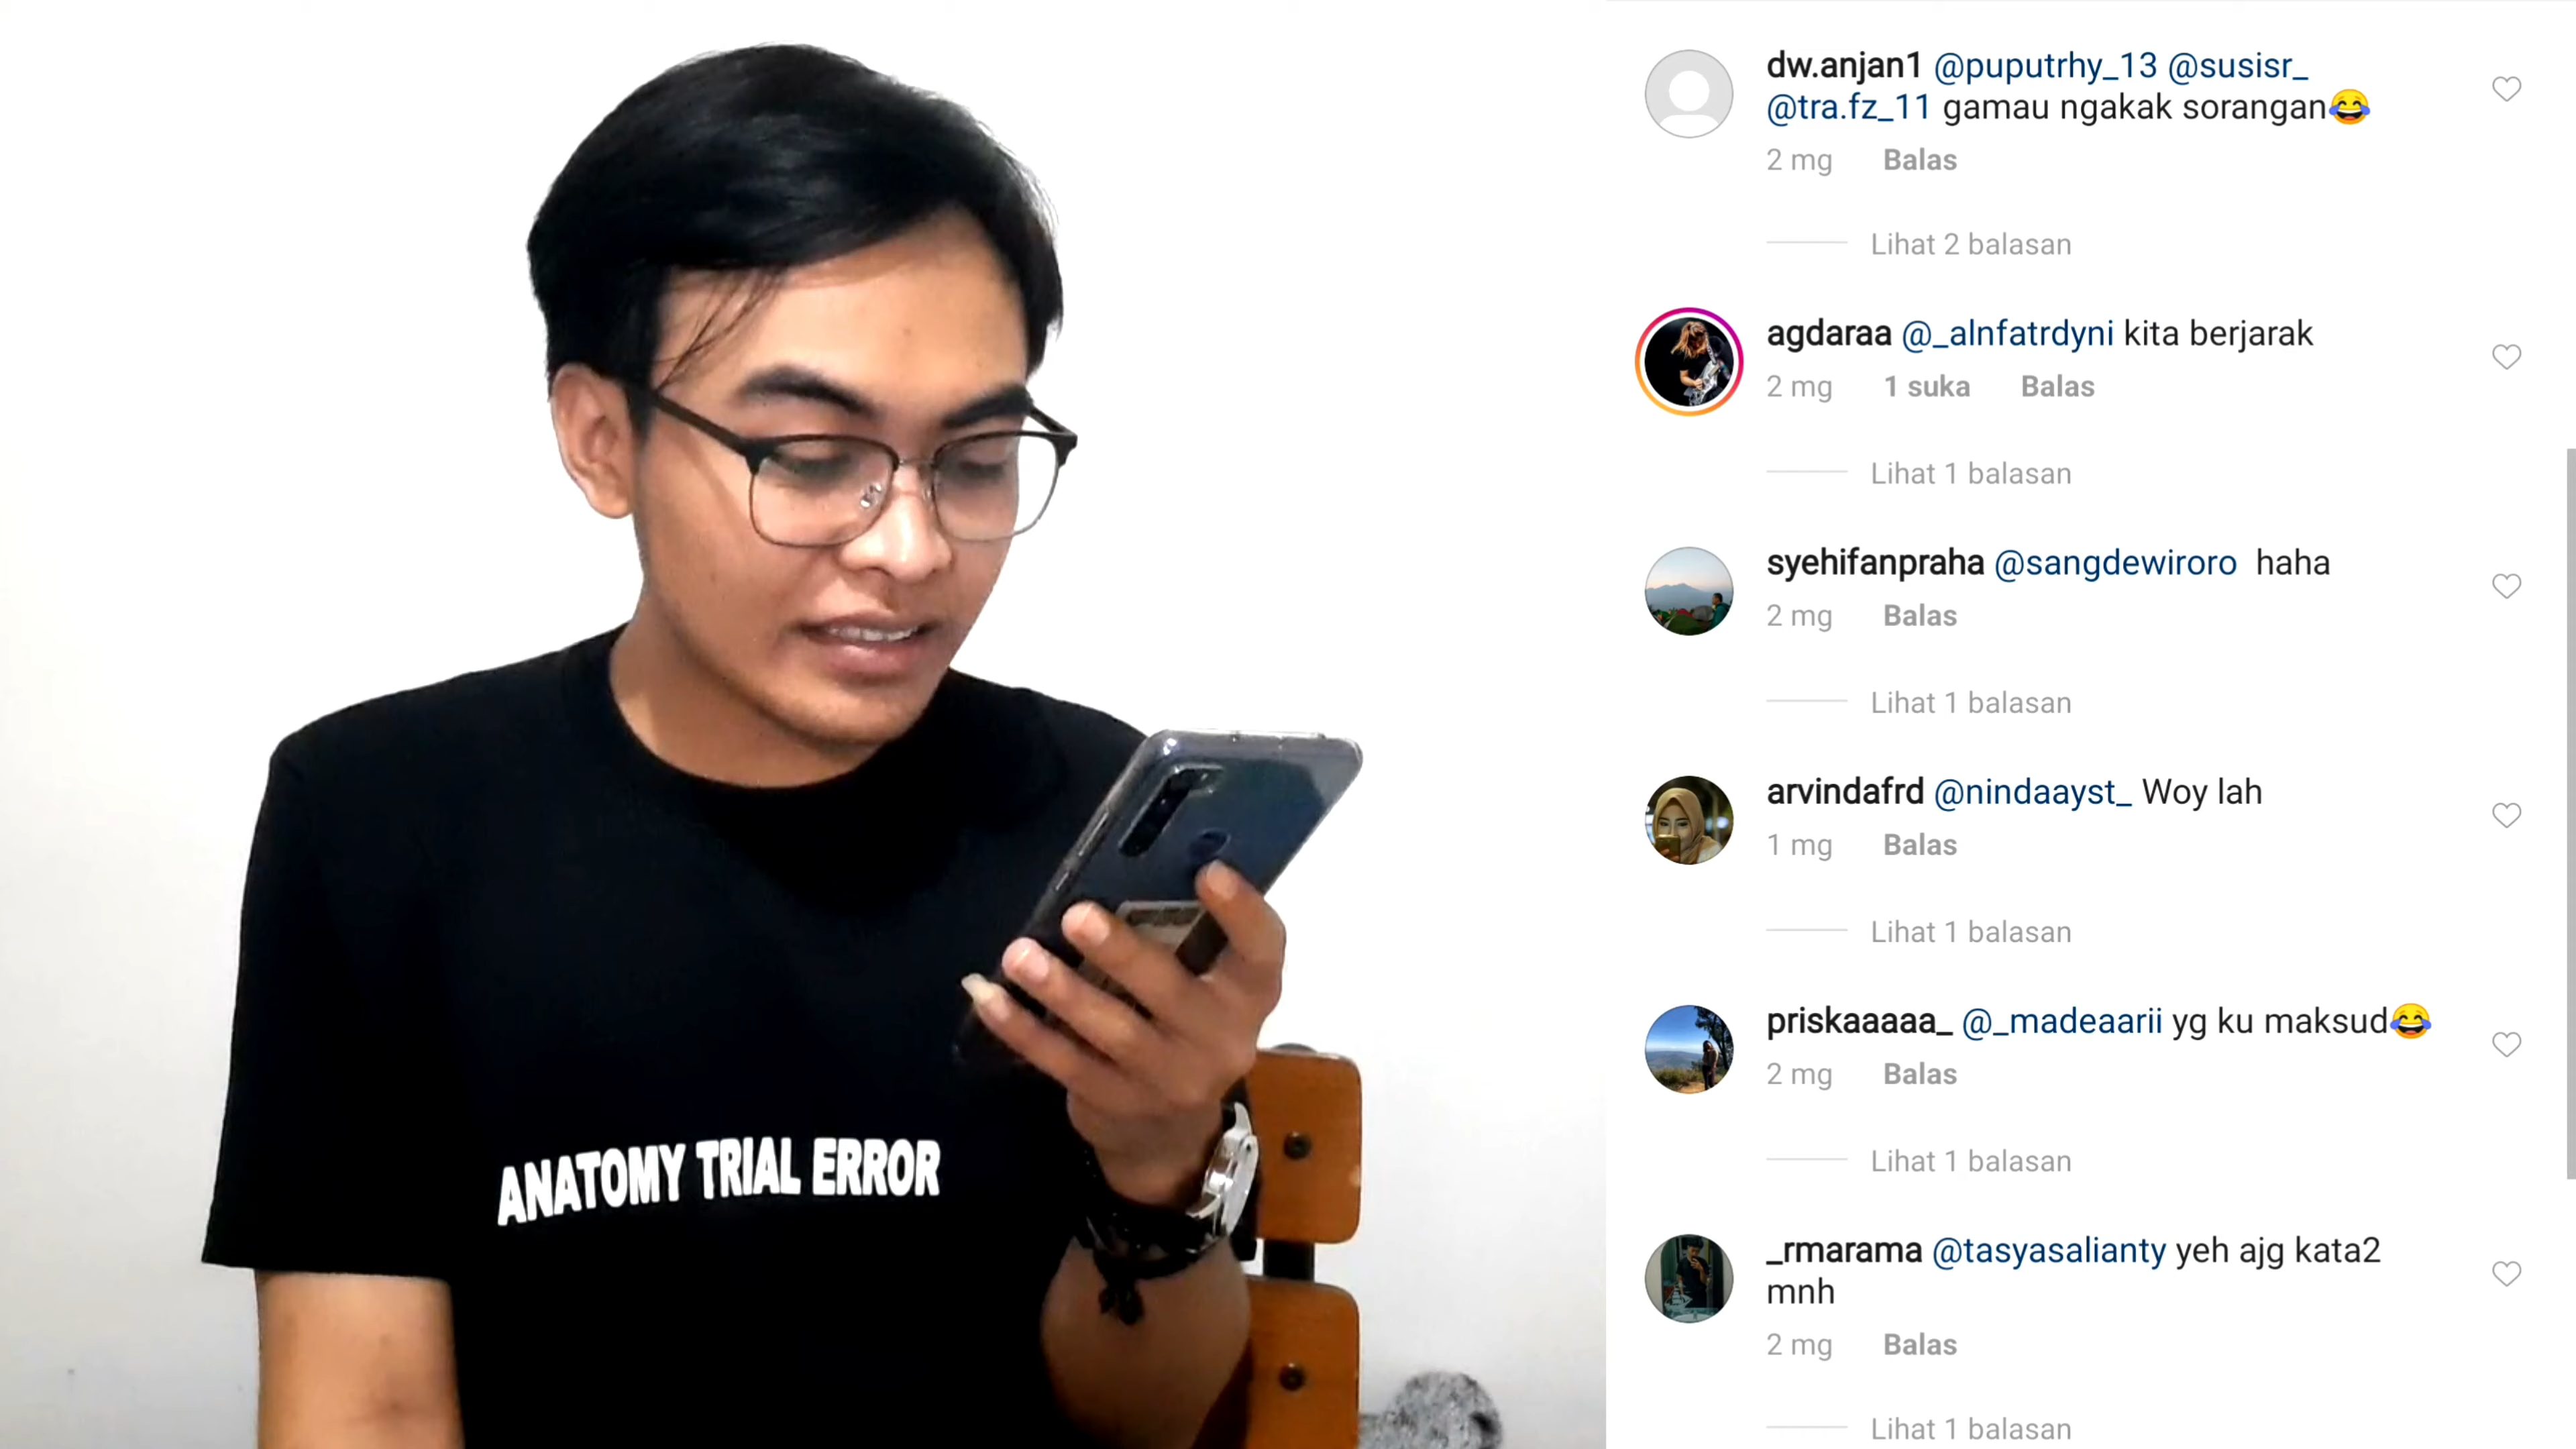 dw.anjan1 @puputrhy_13 @susisr_
@tra.fz_11 gamau ngakak sorangan😂
2 mg Balas
Lihat 2 balasan
agdaraa @_alnfatrdyni kita berjarak
2 mg 1 suka Balas
Lihat 1 balasan
syehifanpraha @sangdewiroro haha
2 mg Balas
Lihat 1 balasan
arvindafrd @nindaayst_ Woy lah
1 mg Balas
Lihat 1 balasan
priskaaaaa_ @_madeaarii yg ku maksud😂
2 mg Balas
Lihat 1 balasan
_rmarama @tasyasalianty yeh ajg kata2
mnh
2 mg Balas
Lihat 1 balasan
ANATOMY TRIAL ERROR